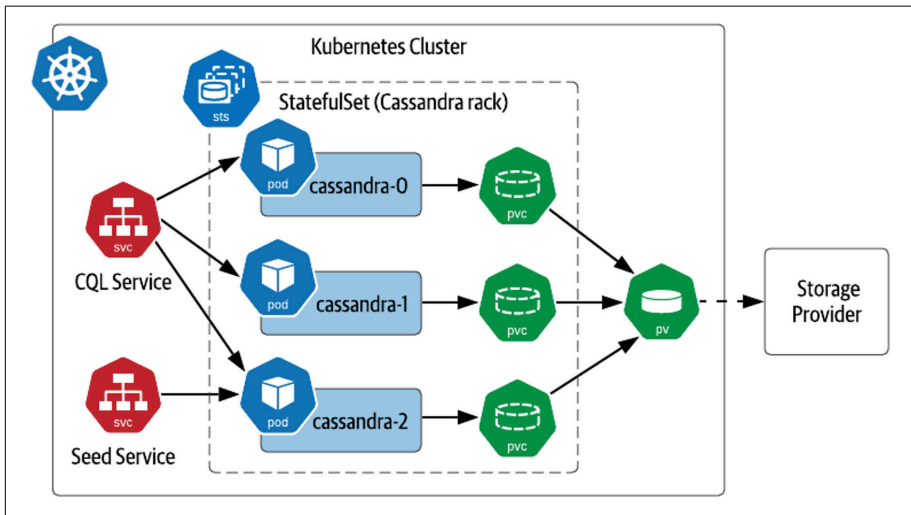 Kubernetes Cluster
StatefulSet (Cassandra rack)
sts
pod
cassandra-0
pvc
svc
CQL Service
pod
cassandra-1
pvc
pv
Storage
Provider
svc
Seed Service
pod
cassandra-2
pvc